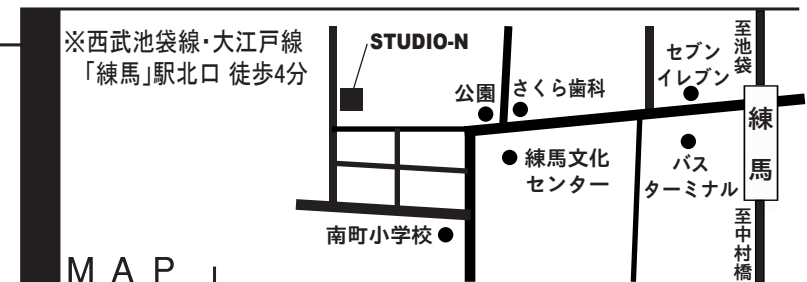 ※西武池袋線・大江戸線
「練馬」駅北口 徒歩4分
STUDIO-N
公園
さくら歯科
セブン
イレブン
至池袋
練馬
練馬文化
センター
バス
ターミナル
至中村橋
南町小学校
MAP